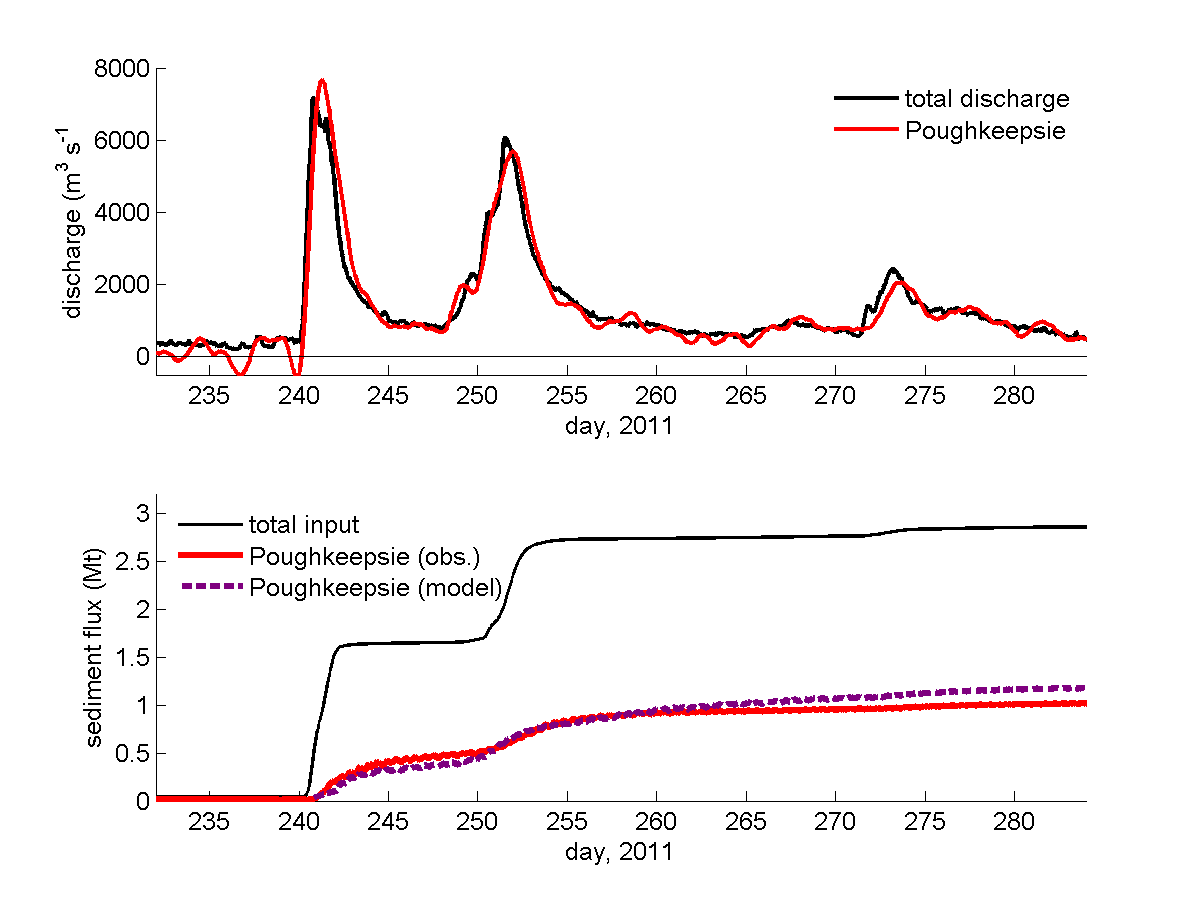 8000
6000
4000
2000
0
discharge (m³ s⁻¹)
total discharge
Poughkeepsie
235 240 245 250 255 260 265 270 275 280
day, 2011
3
2.5
2
1.5
1
0.5
0
sediment flux (Mt)
total input
Poughkeepsie (obs.)
Poughkeepsie (model)
235 240 245 250 255 260 265 270 275 280
day, 2011